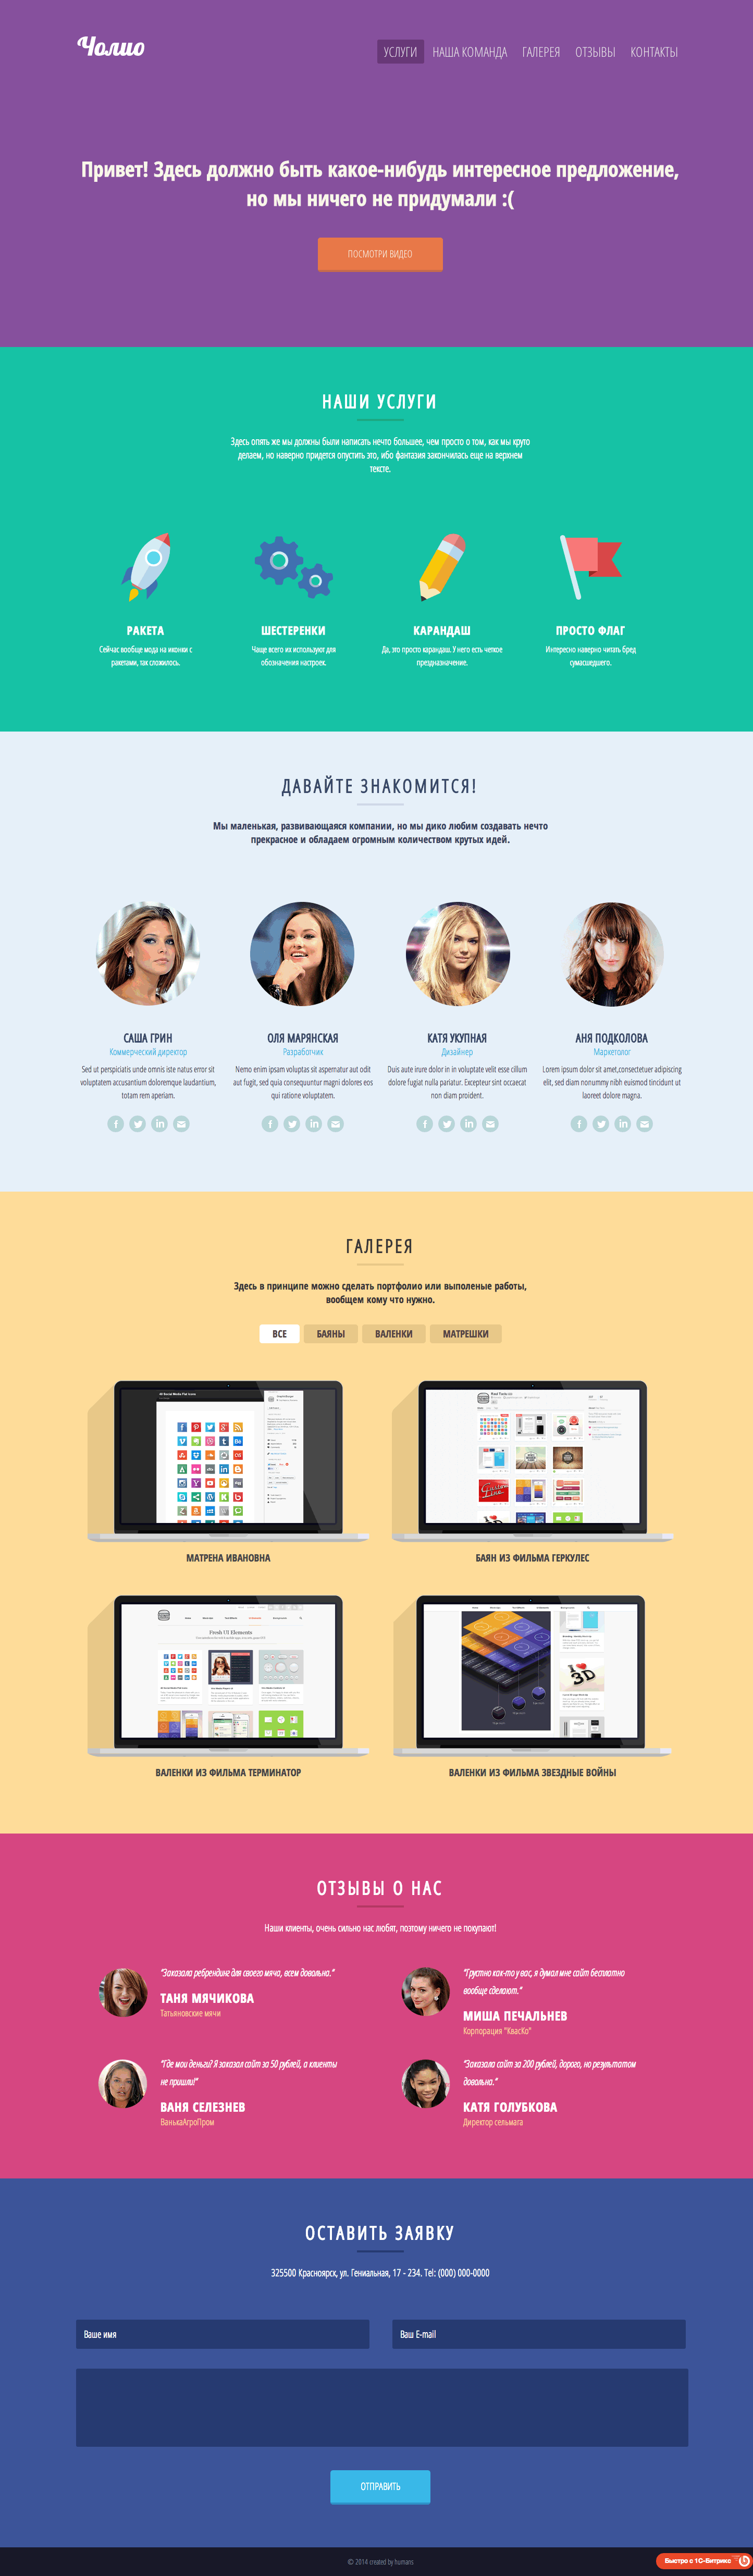 Чолио
УСЛУГИ НАША КОМАНДА ГАЛЕРЕЯ ОТЗЫВЫ КОНТАКТЫ
Привет! Здесь должно быть какое-нибудь интересное предложение,
но мы ничего не придумали :(
ПОСМОТРИ ВИДЕО
НАШИ УСЛУГИ
Здесь опять же мы должны были написать нечто большее, чем просто о том, как мы круто
делаем, но наверно придется опустить это, ибо фантазия закончилась еще на верхнем
тексте.
РАКЕТА
Сейчас вообще мода на иконки с
ракетами, так сложилось.
ШЕСТЕРЕНКИ
Чаще всего их используют для
обозначения настроек.
КАРАНДАШ
Да, это просто карандаш. У него есть четкое
прездназначение.
ПРОСТО ФЛАГ
Интересно наверно читать бред
сумасшедшего.
ДАВАЙТЕ ЗНАКОМИТСЯ!
Мы маленькая, развивающаяся компании, но мы дико любим создавать нечто
прекрасное и обладаем огромным количеством крутых идей.
САША ГРИН
Коммерческий директор
Sed ut perspiciatis unde omnis iste natus error sit
voluptatem accusantium doloremque laudantium,
totam rem aperiam.
ОЛЯ МАРЯНСКАЯ
Разработчик
Nemo enim ipsam voluptas sit aspernatur aut odit
aut fugit, sed quia consequuntur magni dolores eos
qui ratione voluptatem.
КАТЯ УКУПНАЯ
Дизайнер
Duis aute irure dolor in in voluptate velit esse cillum
dolore fugiat nulla pariatur. Excepteur sint occaecat
non diam proident.
АНЯ ПОДКОЛОВА
Маркетолог
Lorem ipsum dolor sit amet,consectetuer adipiscing
elit, sed diam nonummy nibh euismod tincidunt ut
laoreet dolore magna.
ГАЛЕРЕЯ
Здесь в принципе можно сделать портфолио или выполеные работы,
вообщем кому что нужно.
ВСЕ БАЯНЫ ВАЛЕНКИ МАТРЕШКИ
МАТРЕНА ИВАНОВНА
БАЯН ИЗ ФИЛЬМА ГЕРКУЛЕС
Fresh UI Elements
ВАЛЕНКИ ИЗ ФИЛЬМА ТЕРМИНАТОР
ВАЛЕНКИ ИЗ ФИЛЬМА ЗВЕЗДНЫЕ ВОЙНЫ
ОТЗЫВЫ О НАС
Наши клиенты, очень сильно нас любят, поэтому ничего не покупают!
"Заказала ребрендинг для своего мяча, всем довольна."
ТАНЯ МЯЧИКОВА
Татьяновские мячи
"Грустно как-то у вас, я думал мне сайт бесплатно
вообще сделают."
МИША ПЕЧАЛЬНЕВ
Корпорация "КвасКо"
"Где мои деньги? Я заказал сайт за 50 рублей, а клиенты
не пришли!"
ВАНЯ СЕЛЕЗНЕВ
ВанькаАгроПром
"Заказала сайт за 200 рублей, дорого, но результатом
довольна."
КАТЯ ГОЛУБКОВА
Директор сельмага
ОСТАВИТЬ ЗАЯВКУ
325500 Красноярск, ул. Гениальная, 17 - 234. Tel: (000) 000-0000
Ваше имя
Ваш E-mail
ОТПРАВИТЬ
© 2014 created by humans
Быстро с 1С-Битрикс